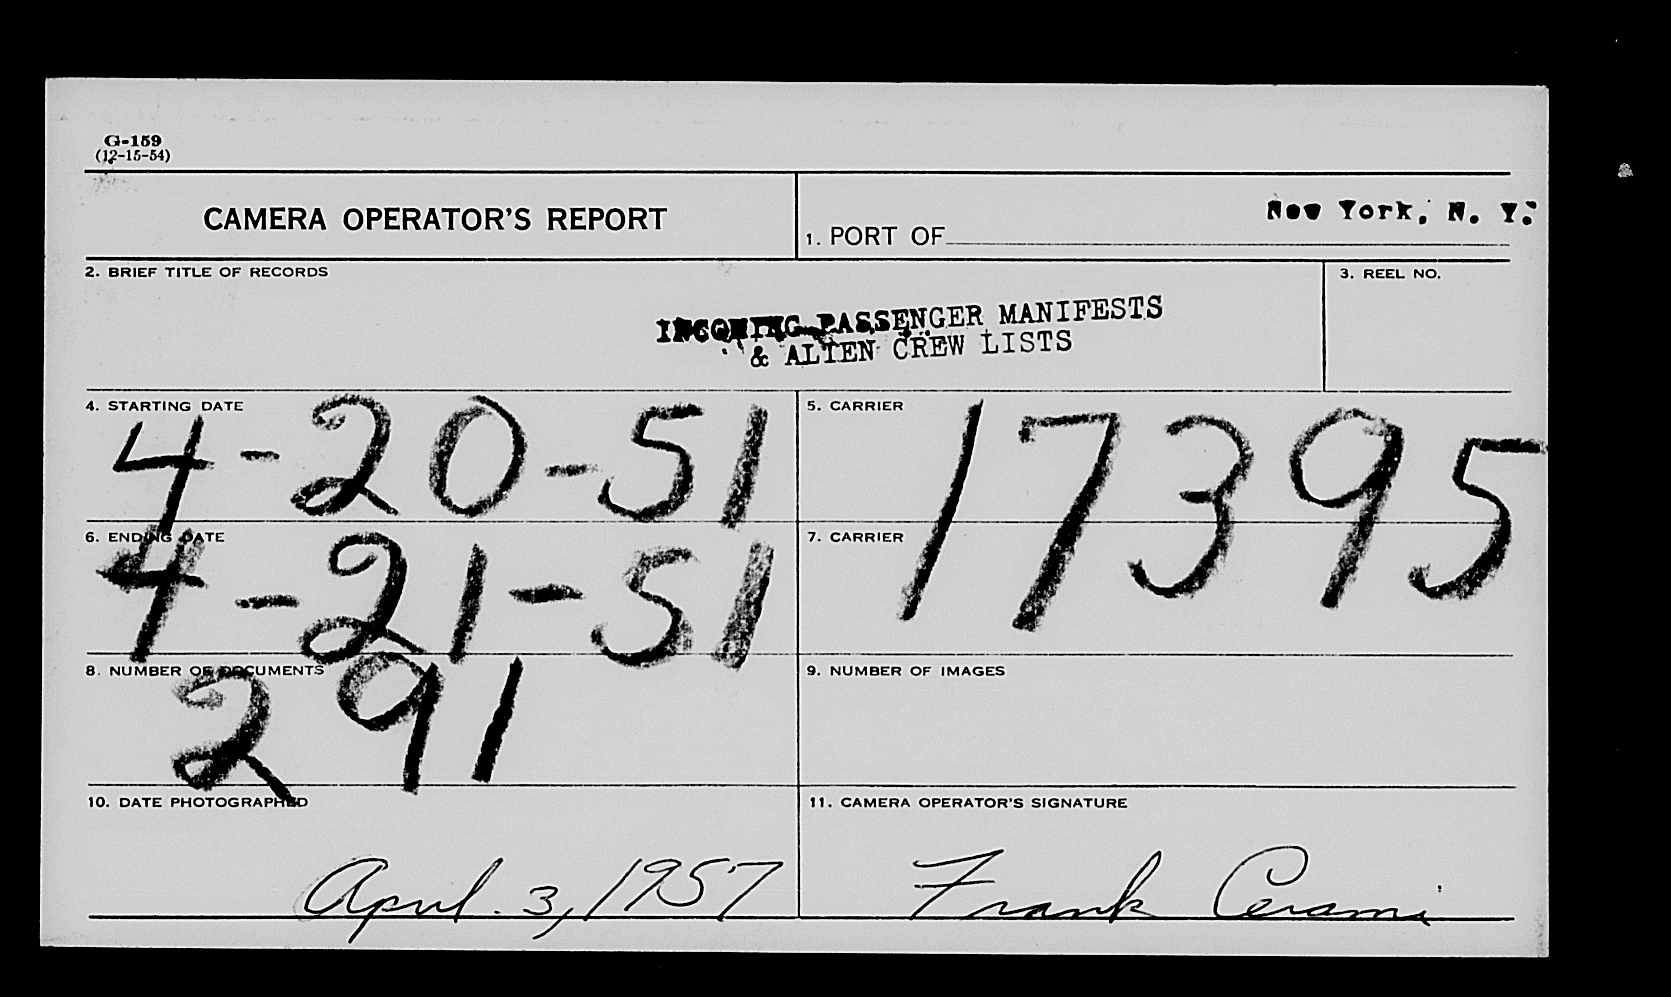 G-159
(12-15-54)
CAMERA OPERATOR'S REPORT
1. PORT OF New York, N. Y.
2. BRIEF TITLE OF RECORDS
INCOMING PASSENGER MANIFESTS
& ALIEN CREW LISTS
3. REEL NO.
4. STARTING DATE
4-20-51
5. CARRIER
17395
6. ENDING DATE
4-21-51
7. CARRIER
8. NUMBER OF DOCUMENTS
291
9. NUMBER OF IMAGES
10. DATE PHOTOGRAPHED
April 3, 1957
11. CAMERA OPERATOR'S SIGNATURE
Frank Cerami